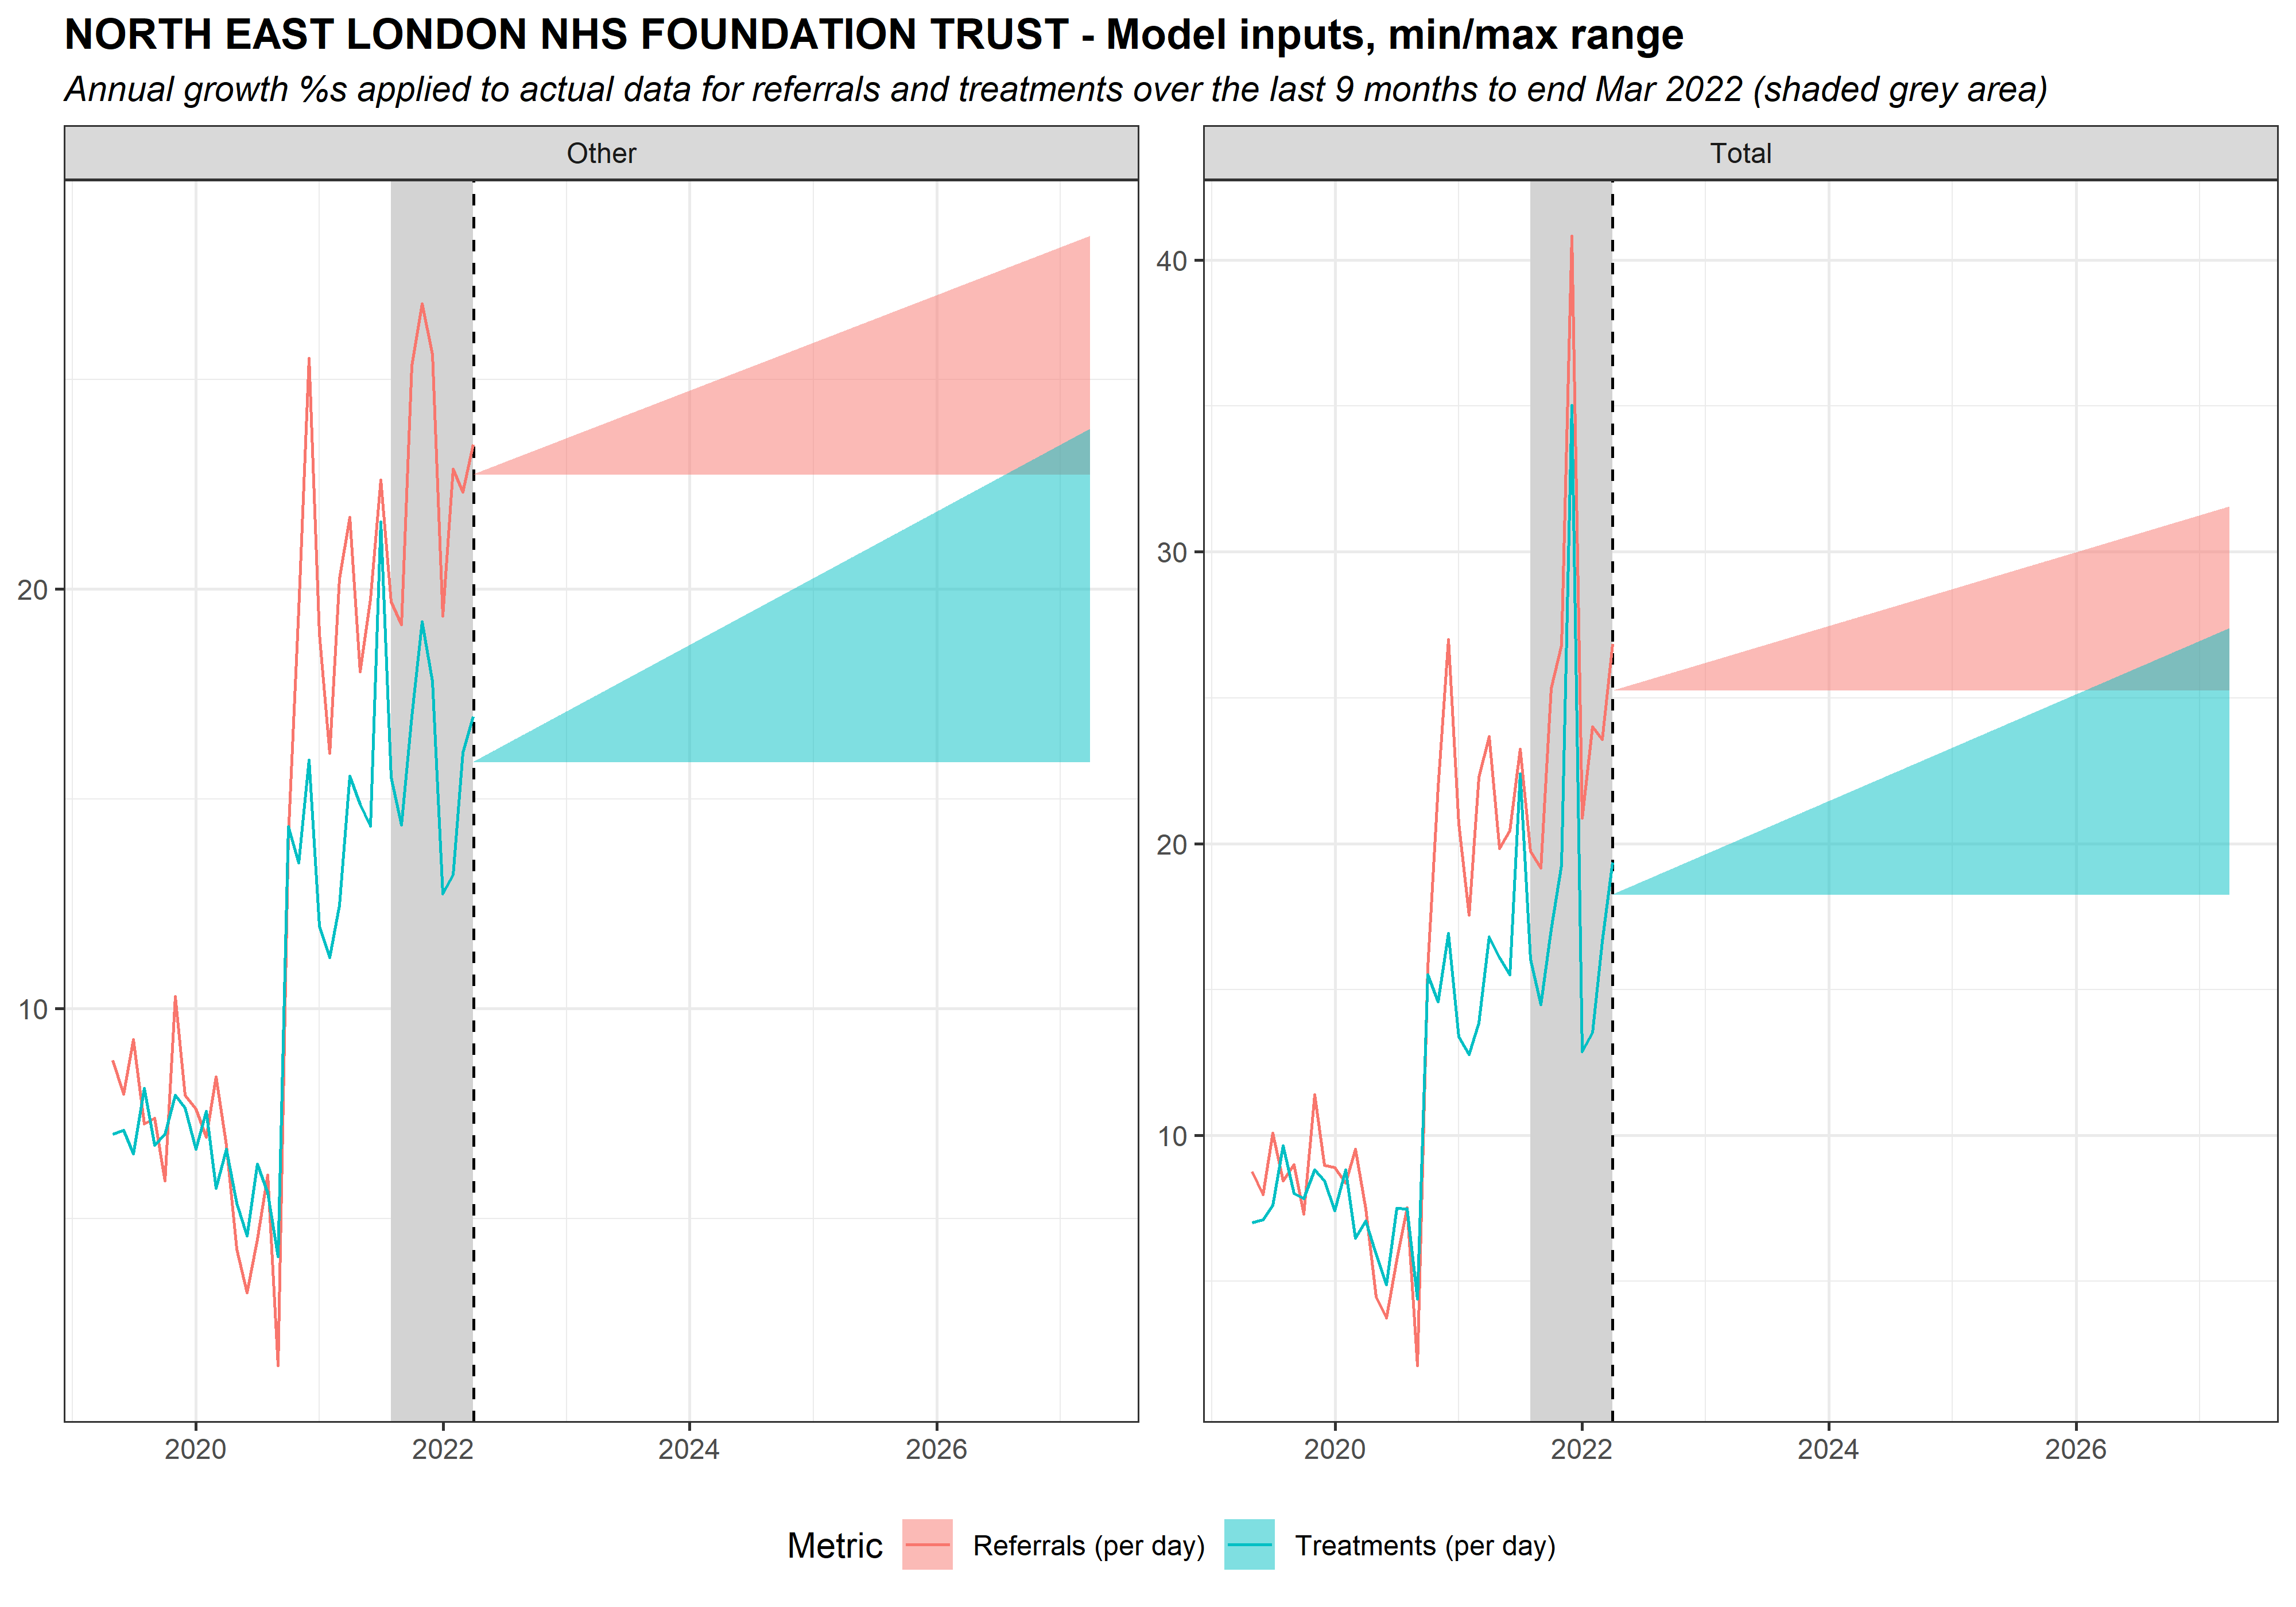 NORTH EAST LONDON NHS FOUNDATION TRUST - Model inputs, min/max range
Annual growth %s applied to actual data for referrals and treatments over the last 9 months to end Mar 2022 (shaded grey area)
Other
20
10
2020 2022 2024 2026
Total
40
30
20
10
2020 2022 2024 2026
Metric Referrals (per day) Treatments (per day)